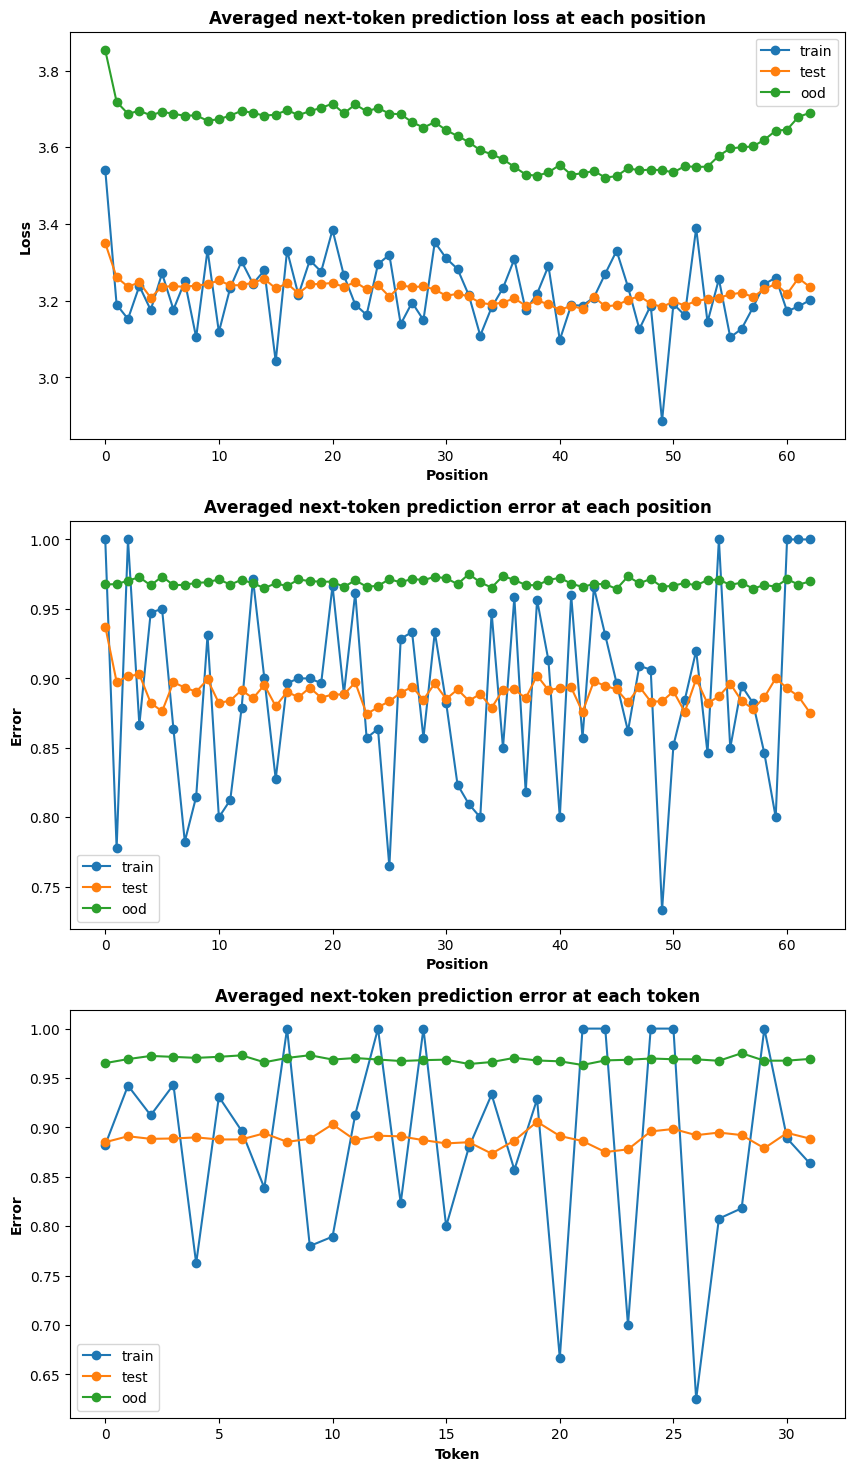 Averaged next-token prediction loss at each position
train
test
ood
3.8
3.6
3.4
3.2
3.0
Loss
0 10 20 30 40 50 60
Position
Averaged next-token prediction error at each position
1.00
0.95
0.90
0.85
0.80
0.75
Error
train
test
ood
0 10 20 30 40 50 60
Position
Averaged next-token prediction error at each token
1.00
0.95
0.90
0.85
0.80
0.75
0.70
0.65
Error
train
test
ood
0 5 10 15 20 25 30
Token